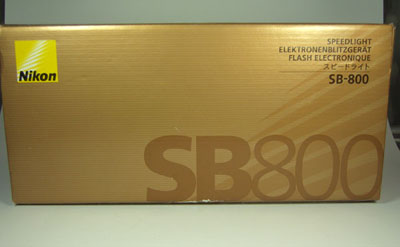 Nikon
SPEEDLIGHT
ELEKTRONENBLITZGERÄT
FLASH ELECTRONIQUE
スピードライト
SB-800
SB800